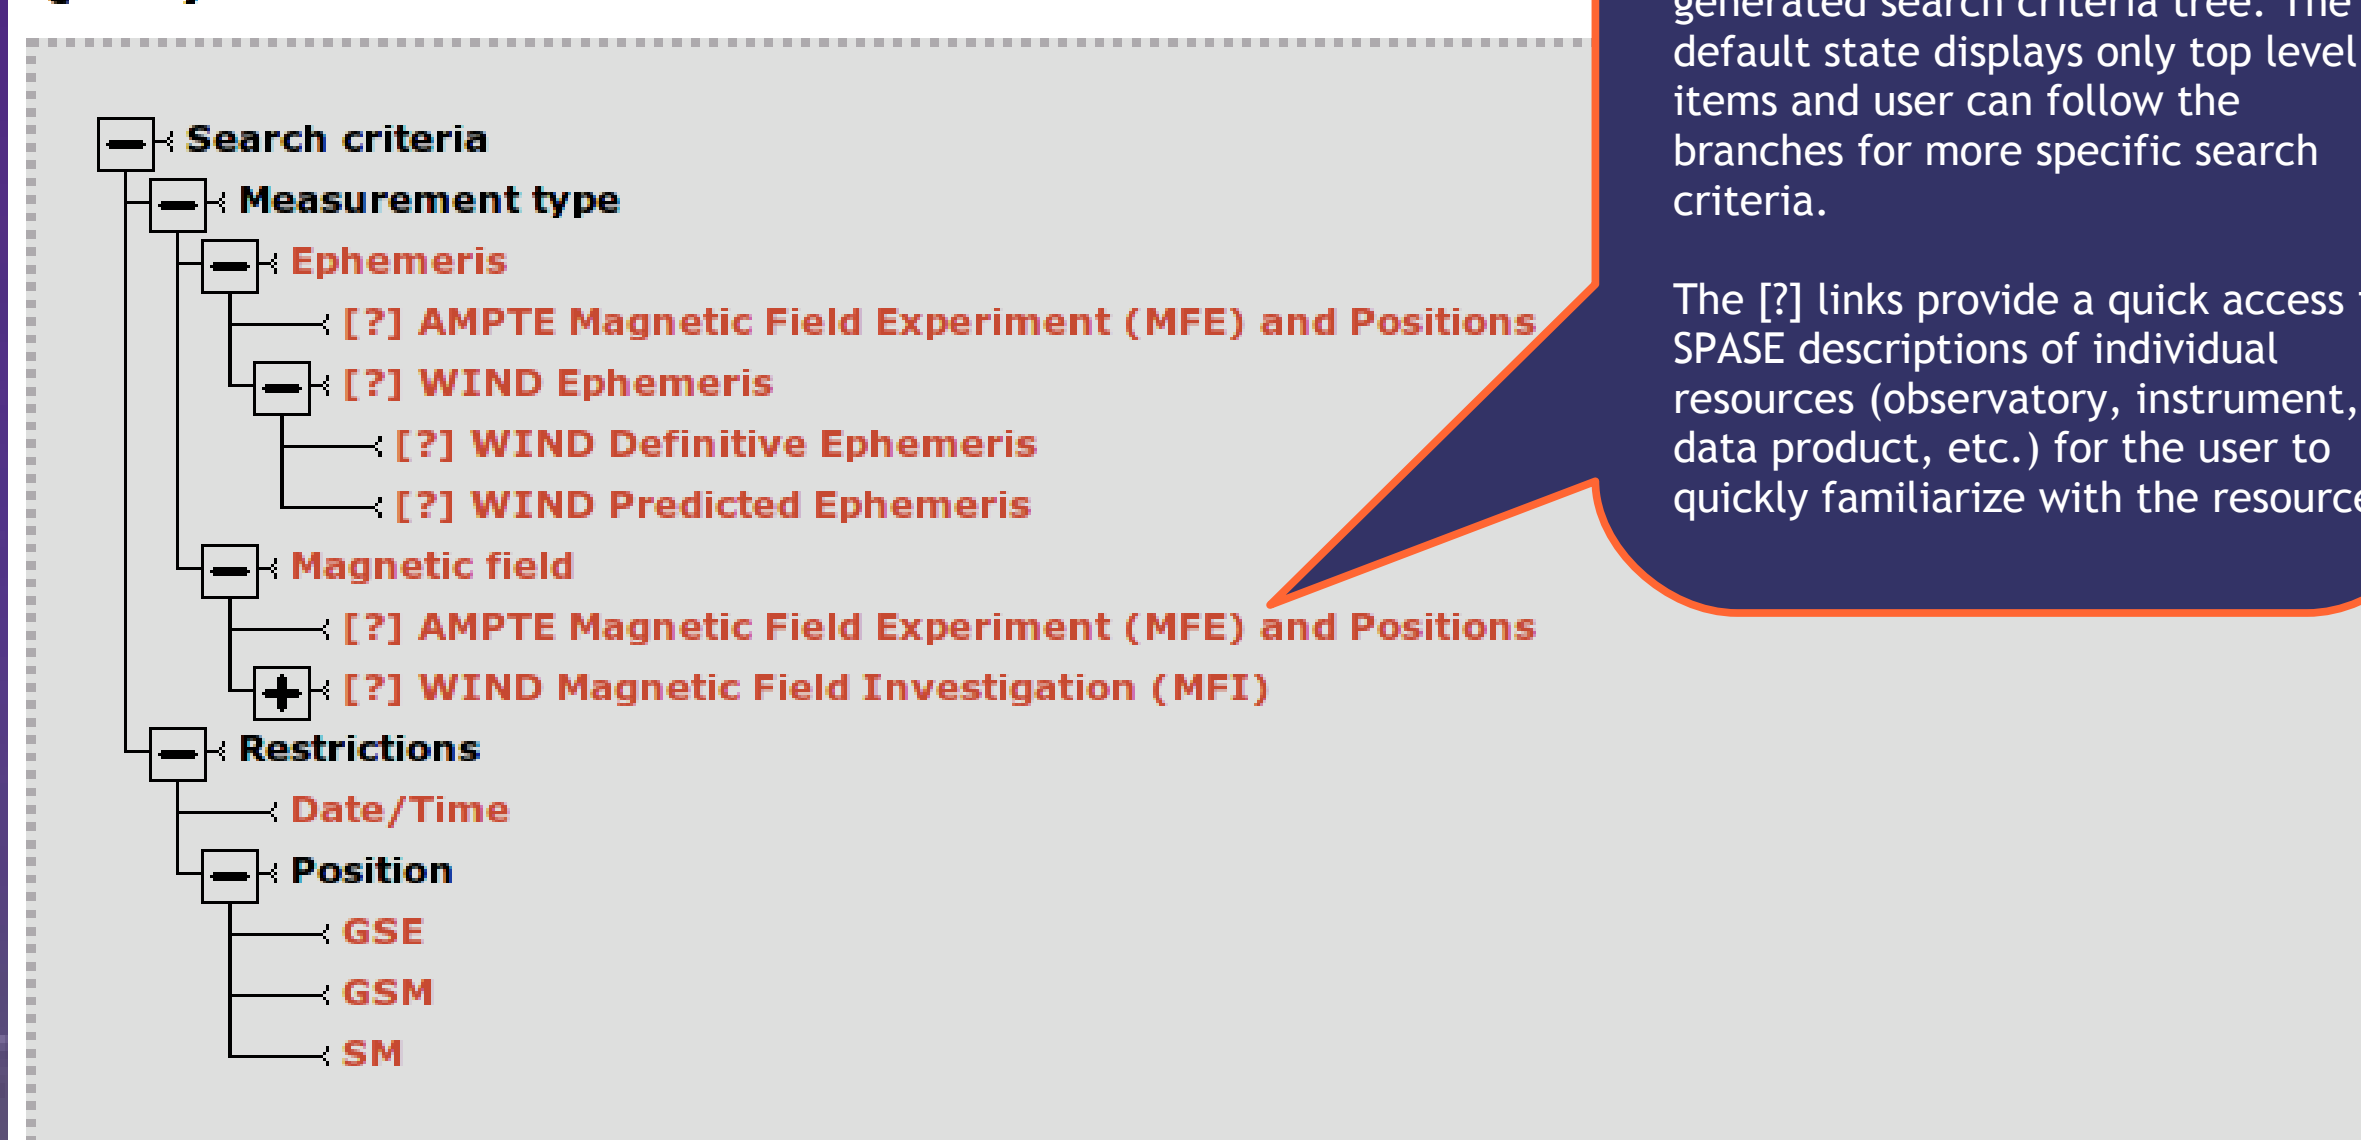 Search criteria
Measurement type
Ephemeris
[?] AMPTE Magnetic Field Experiment (MFE) and Positions
[?] WIND Ephemeris
[?] WIND Definitive Ephemeris
[?] WIND Predicted Ephemeris
Magnetic field
[?] AMPTE Magnetic Field Experiment (MFE) and Positions
[?] WIND Magnetic Field Investigation (MFI)
Restrictions
Date/Time
Position
GSE
GSM
SM
generated search criteria tree. The
default state displays only top level
items and user can follow the
branches for more specific search
criteria.
The [?] links provide a quick access
SPASE descriptions of individual
resources (observatory, instrument,
data product, etc.) for the user to
quickly familiarize with the resource